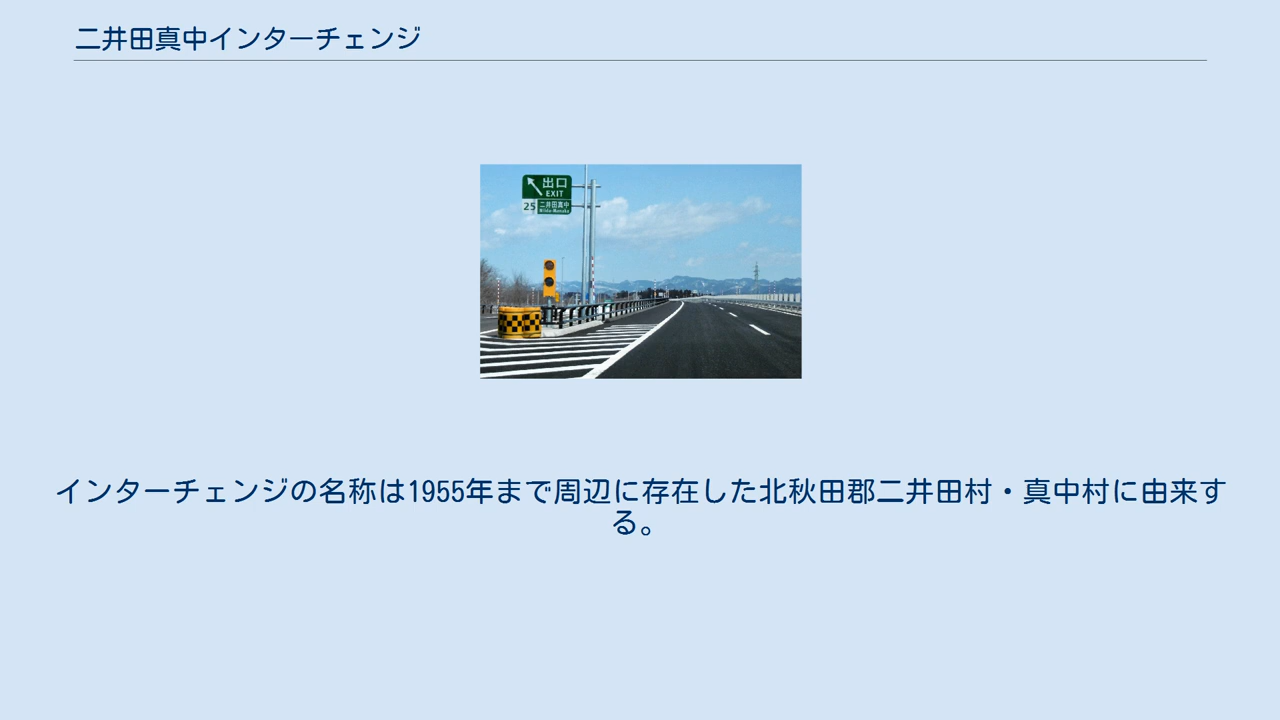 二井田真中インターチェンジ
出口
EXIT
25 二井田真中
Niida Manaka
インターチェンジの名称は1955年まで周辺に存在した北秋田郡二井田村・真中村に由来す
る。